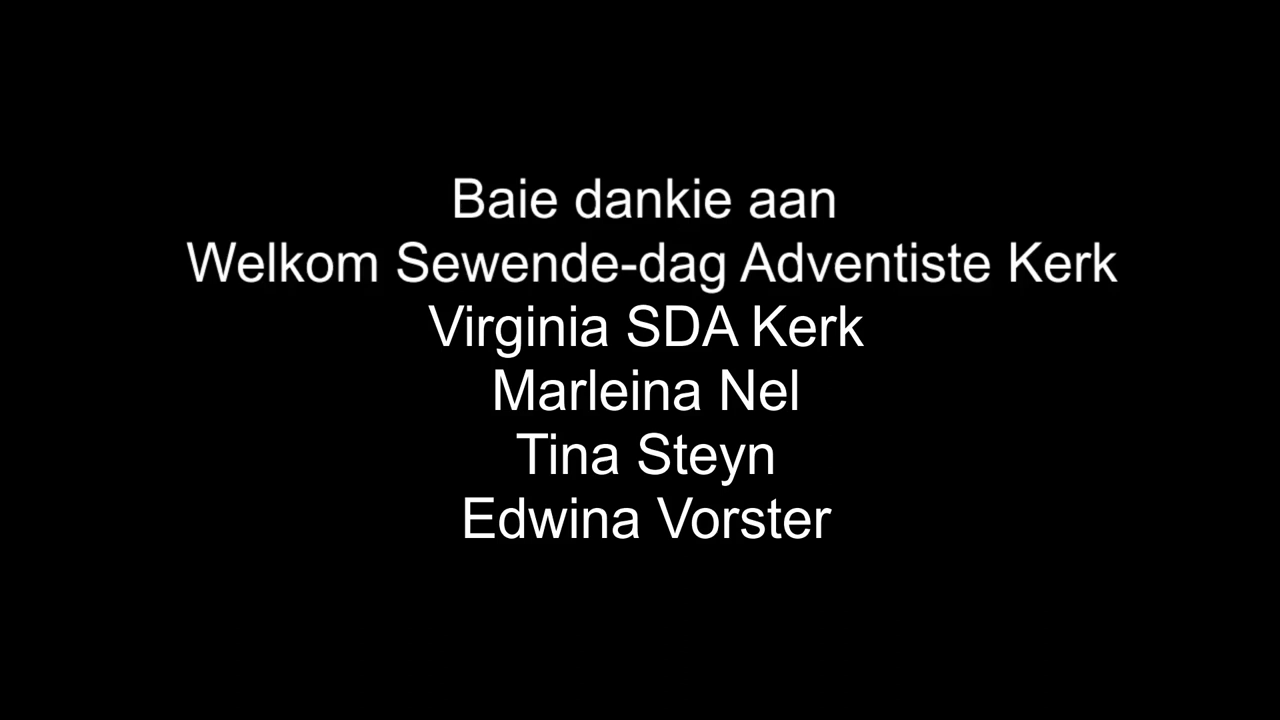 Baie dankie aan
Welkom Sewende-dag Adventiste Kerk
Virginia SDA Kerk
Marleina Nel
Tina Steyn
Edwina Vorster